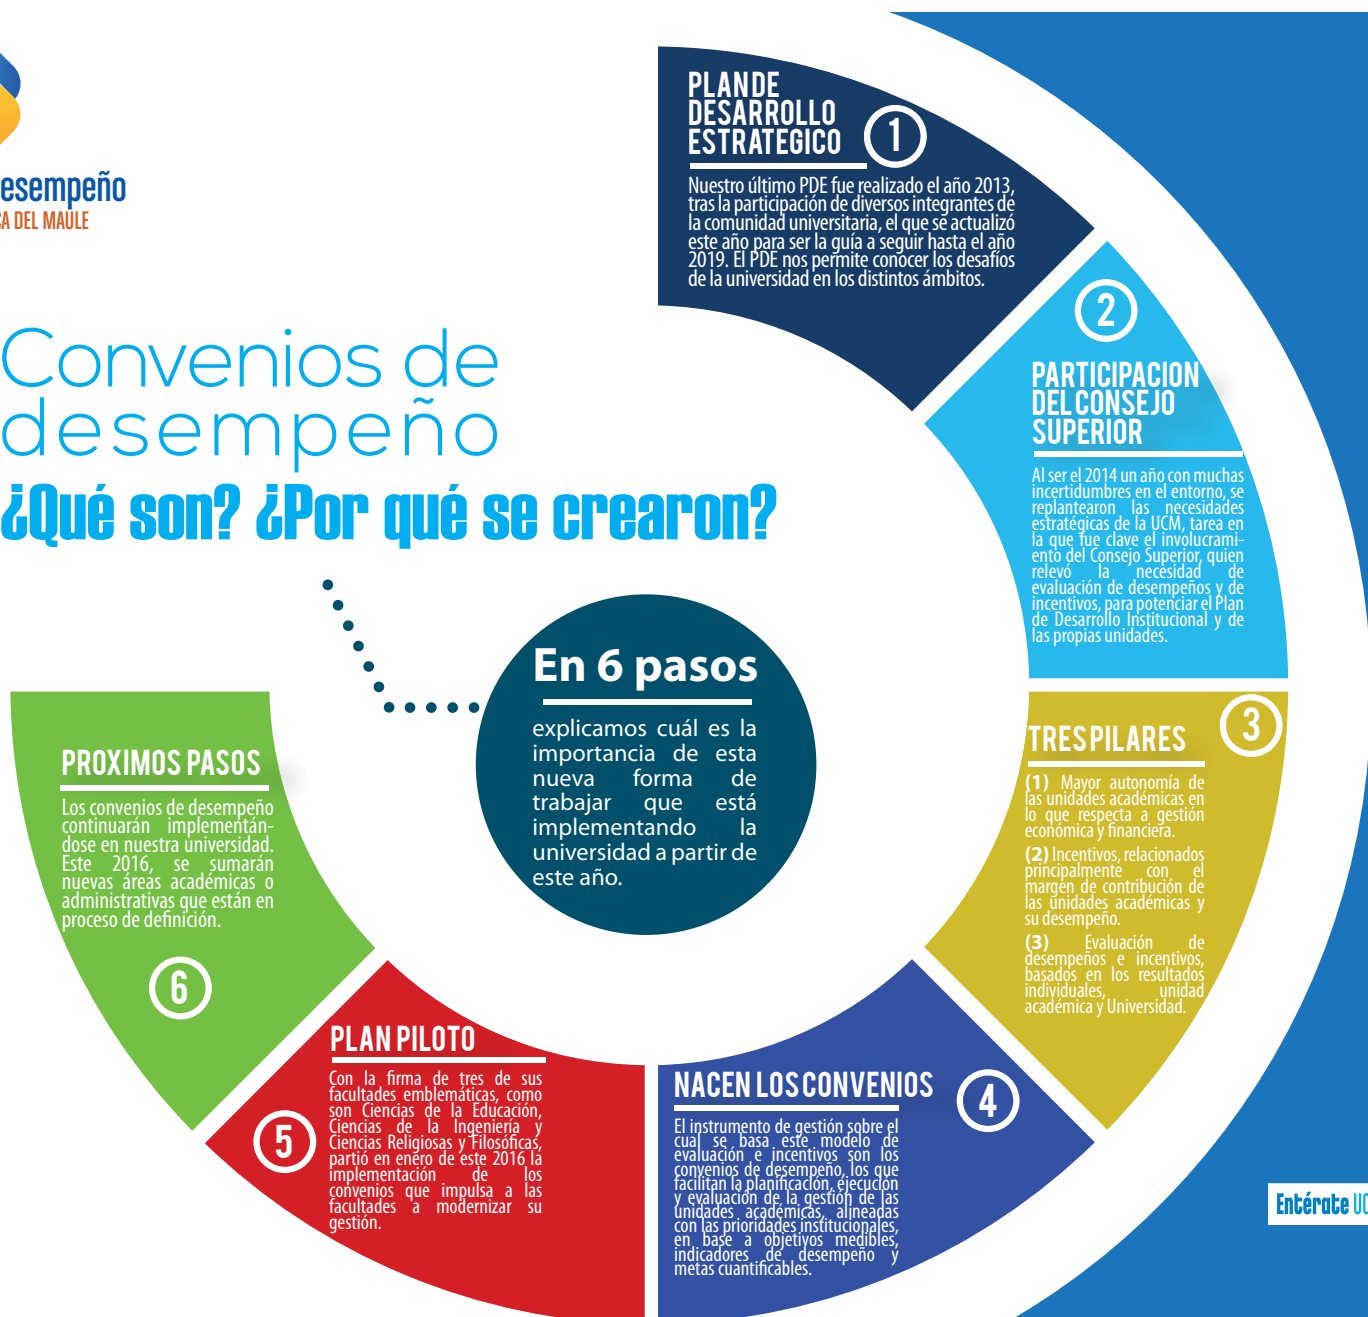 esempeño
CA DEL MAULE
Convenios de
desempeño
¿Qué son? ¿Por qué se crearon?
En 6 pasos
explicamos cuál es la
importancia de esta
nueva forma de
trabajar que está
implementando la
universidad a partir de
este año.
PLAN DE
DESARROLLO
ESTRATEGICO
1
Nuestro último PDE fue realizado el año 2013,
tras la participación de diversos integrantes de
la comunidad universitaria, el que se actualizó
este año para ser la guía a seguir hasta el año
2019. El PDE nos permite conocer los desafíos
de la universidad en los distintos ámbitos.
2
PARTICIPACION
DEL CONSEJO
SUPERIOR
Al ser el 2014 un año con muchas
incertidumbres en el entorno, se
replantearon las necesidades
estratégicas de la UCM, tarea en
la que fue clave el involucrami-
ento del Consejo Superior, quien
relevó la necesidad de
evaluación de desempeños y de
incentivos, para potenciar el Plan
de Desarrollo Institucional y de
las propias unidades.
TRES PILARES
3
(1) Mayor autonomía de
las unidades académicas en
lo que respecta a gestión
económica y financiera.
(2) Incentivos, relacionados
principalmente con el
margen de contribución de
las unidades académicas y
su desempeño.
(3) Evaluación de
desempeños e incentivos,
basados en los resultados
individuales, unidad
académica y Universidad.
NACEN LOS CONVENIOS
4
El instrumento de gestión sobre el
cual se basa este modelo de
evaluación e incentivos son los
convenios de desempeño, los que
facilitan la planificación, ejecución
y evaluación de la gestión de las
unidades académicas, alineadas
con las prioridades institucionales,
en base a objetivos medibles,
indicadores de desempeño y
metas cuantificables.
PLAN PILOTO
5
Con la firma de tres de sus
facultades emblemáticas, como
son Ciencias de la Educación,
Ciencias de la Ingeniería y
Ciencias Religiosas y Filosóficas,
partió en enero de este 2016 la
implementación de los
convenios que impulsa a las
facultades a modernizar su
gestión.
PROXIMOS PASOS
Los convenios de desempeño
continuarán implementán-
dose en nuestra universidad.
Este 2016, se sumarán
nuevas áreas académicas o
administrativas que están en
proceso de definición.
6
Entérate UC